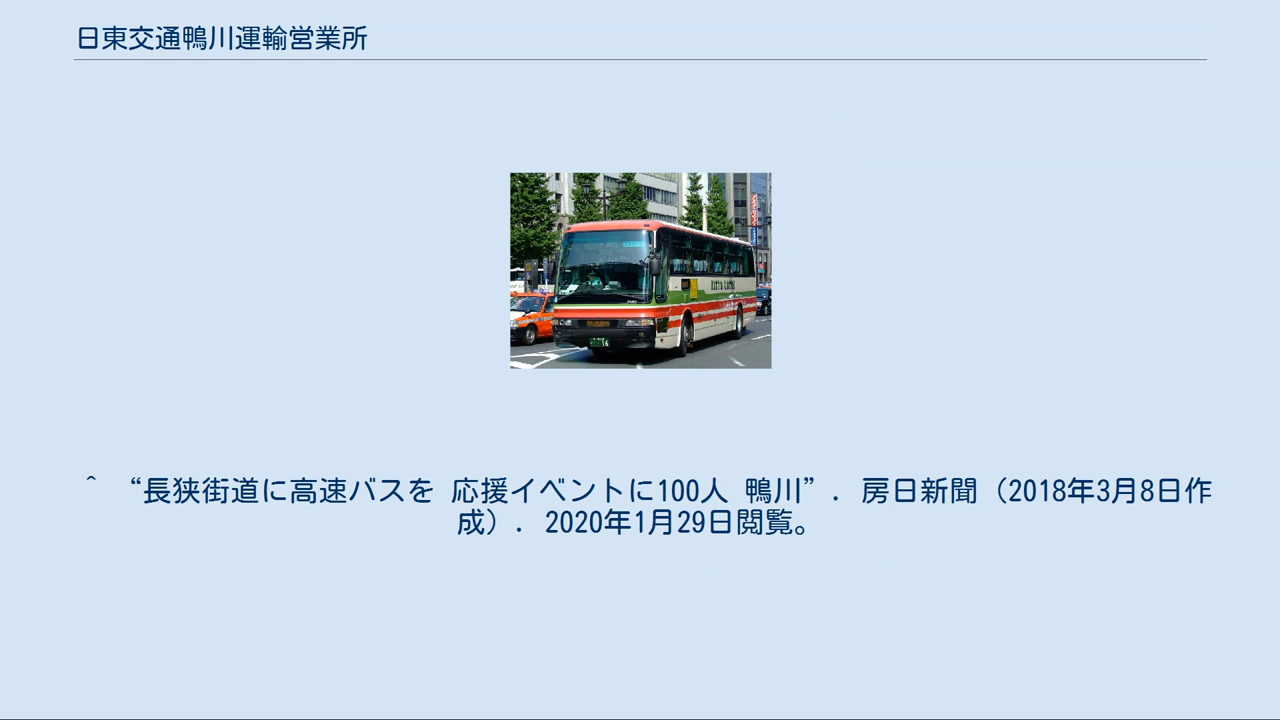 日東交通鴨川運輸営業所
^ “長狭街道に高速バスを 応援イベントに100人 鴨川”. 房日新聞（2018年3月8日作
成）. 2020年1月29日閲覧。